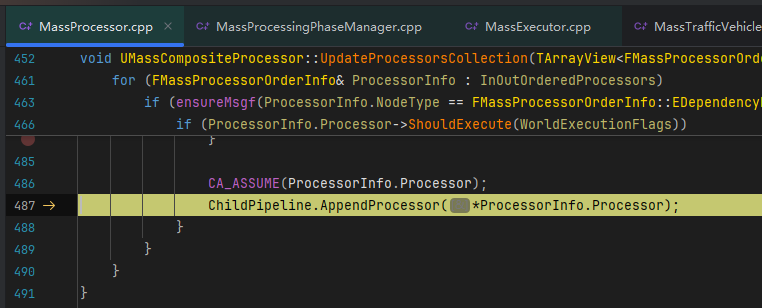 MassProcessor.cpp × MassProcessingPhaseManager.cpp MassExecutor.cpp MassTrafficVehicle
452 void UMassCompositeProcessor::UpdateProcessorsCollection(TArrayView<FMassProcessorOrde
461 for (FMassProcessorOrderInfo& ProcessorInfo : InOutOrderedProcessors)
463 if (ensureMsgf(ProcessorInfo.NodeType == FMassProcessorOrderInfo::EDependencyN
466 if (ProcessorInfo.Processor->ShouldExecute(WorldExecutionFlags))
}
485
486 CA_ASSUME(ProcessorInfo.Processor);
487 ChildPipeline.AppendProcessor( *ProcessorInfo.Processor);
488 }
489 }
490 }
491 }